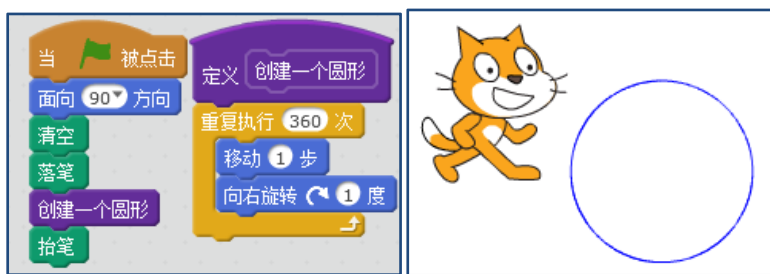 当 被点击
面向 90 方向
清空
落笔
创建一个圆形
抬笔
定义 创建一个圆形
重复执行 360 次
移动 1 步
向右旋转 1 度